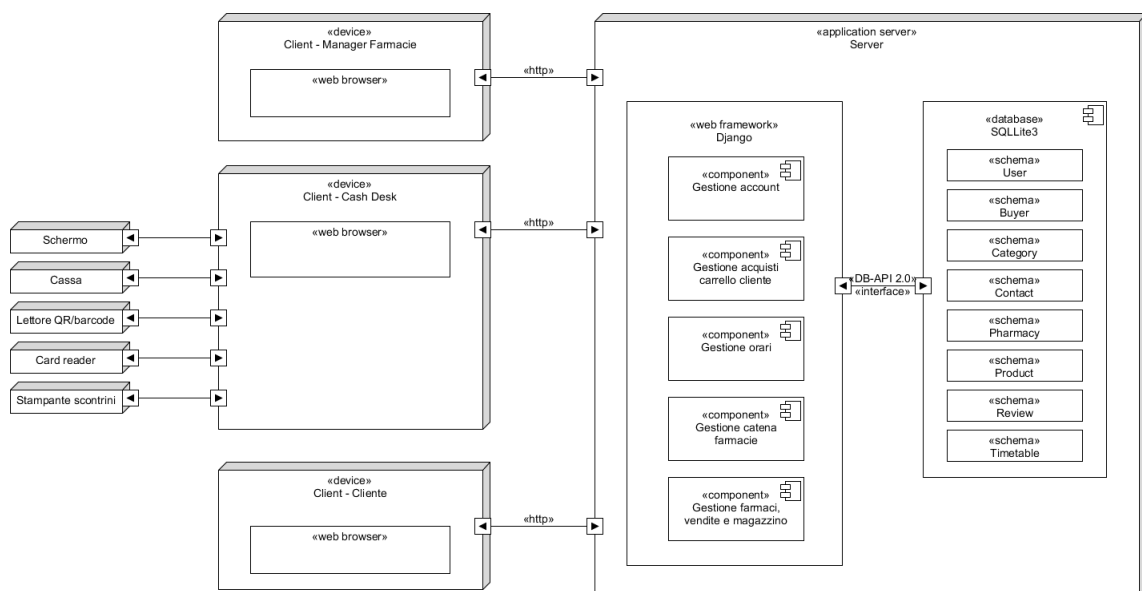 «device»
Client - Manager Farmacie
«web browser»
«http»
«device»
Client - Cash Desk
«web browser»
«http»
Schermo
Cassa
Lettore QR/barcode
Card reader
Stampante scontrini
«device»
Client - Cliente
«web browser»
«http»
«application server»
Server
«web framework»
Django
«component»
Gestione account
«component»
Gestione acquisti
carrello cliente
«component»
Gestione orari
«component»
Gestione catena
farmacie
«component»
Gestione farmaci,
vendite e magazzino
«DB-API 2.0»
«interface»
«database»
SQLLite3
«schema»
User
«schema»
Buyer
«schema»
Category
«schema»
Contact
«schema»
Pharmacy
«schema»
Product
«schema»
Review
«schema»
Timetable